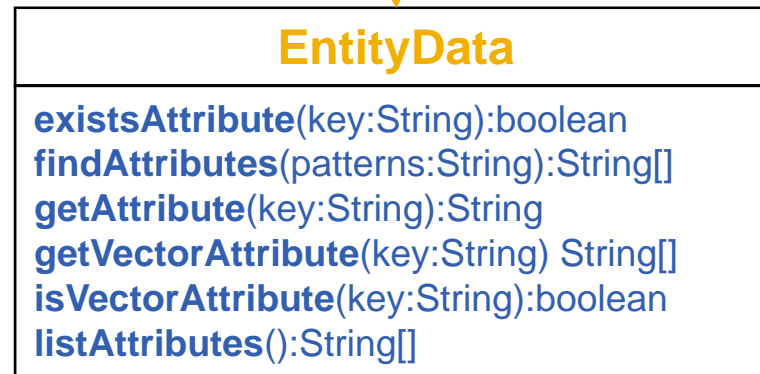 EntityData
existsAttribute(key:String):boolean
findAttributes(patterns:String):String[]
getAttribute(key:String):String
getVectorAttribute(key:String) String[]
isVectorAttribute(key:String):boolean
listAttributes():String[]